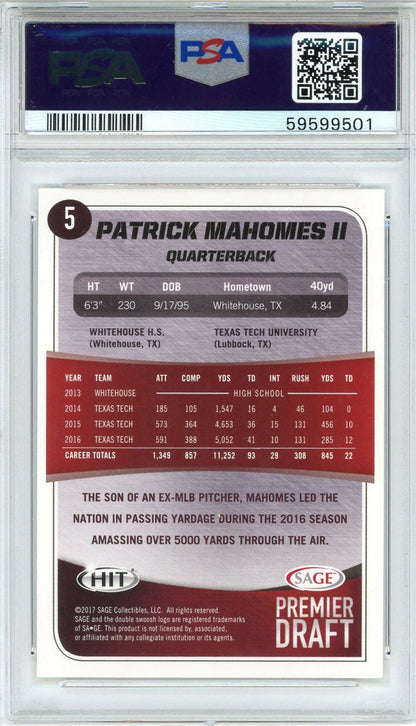 PSA
PSA
59599501
5
PATRICK MAHOMES II
QUARTERBACK
HT WT DOB Hometown 40yd
6'3" 230 9/17/95 Whitehouse, TX 4.84
WHITEHOUSE H.S. TEXAS TECH UNIVERSITY
(Whitehouse, TX) (Lubbock, TX)
YEAR TEAM ATT COMP YDS TD INT RUSH YDS TD
2013 WHITEHOUSE HIGH SCHOOL
2014 TEXAS TECH 185 105 1,547 16 4 46 104 0
2015 TEXAS TECH 573 364 4,653 36 15 131 456 10
2016 TEXAS TECH 591 388 5,052 41 10 131 285 12
CAREER TOTALS 1,349 857 11,252 93 29 308 845 22
THE SON OF AN EX-MLB PITCHER, MAHOMES LED THE
NATION IN PASSING YARDAGE DURING THE 2016 SEASON
AMASSING OVER 5000 YARDS THROUGH THE AIR.
HIT
SAGE
©2017 SAGE Collectibles, LLC. All rights reserved.
SAGE and the double swoosh logo are registered trademarks
of SA•GE. This product is not licensed by, associated,
or affiliated with any collegiate institution or its agents.
PREMIER
DRAFT